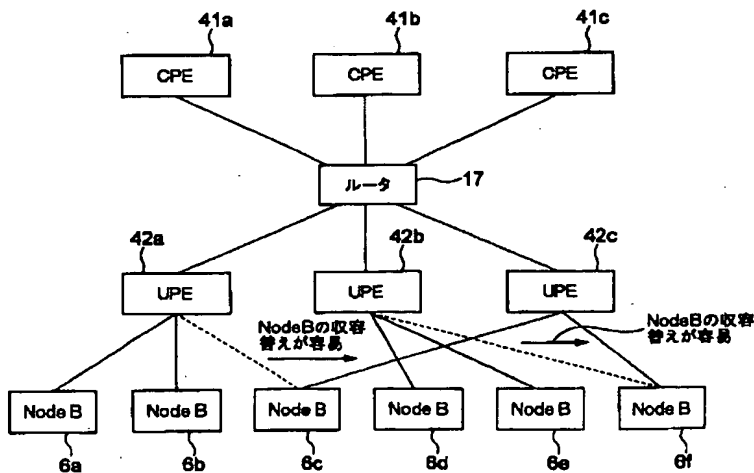 41a
41b
41c
CPE
CPE
CPE
ルータ
17
42a
42b
42c
UPE
UPE
UPE
NodeBの収容
替えが容易
NodeBの収容
替えが容易
Node B
Node B
Node B
Node B
Node B
Node B
6a
6b
6c
6d
6e
6f